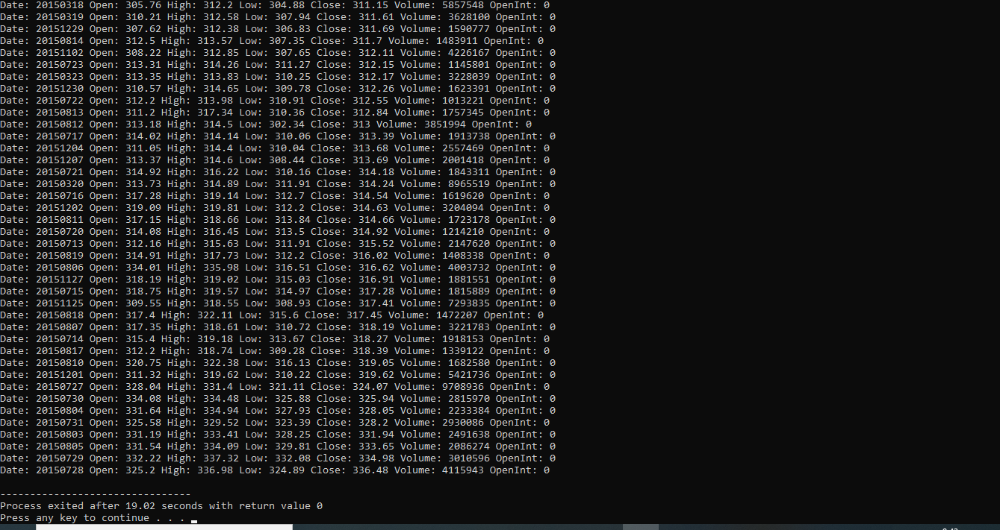 Date: 20150318 Open: 305.76 High: 312.2 Low: 304.88 Close: 311.15 Volume: 5857548 OpenInt: 0
Date: 20150319 Open: 310.21 High: 312.58 Low: 307.94 Close: 311.61 Volume: 3628100 OpenInt: 0
Date: 20151229 Open: 307.62 High: 312.38 Low: 306.83 Close: 311.69 Volume: 1590777 OpenInt: 0
Date: 20150814 Open: 312.5 High: 313.57 Low: 307.35 Close: 311.7 Volume: 1483911 OpenInt: 0
Date: 20151102 Open: 308.22 High: 312.85 Low: 307.65 Close: 312.11 Volume: 4226167 OpenInt: 0
Date: 20150723 Open: 313.31 High: 314.26 Low: 311.27 Close: 312.15 Volume: 1145801 OpenInt: 0
Date: 20150323 Open: 313.35 High: 313.83 Low: 310.25 Close: 312.17 Volume: 3228039 OpenInt: 0
Date: 20151230 Open: 310.57 High: 314.65 Low: 309.78 Close: 312.26 Volume: 1623391 OpenInt: 0
Date: 20150722 Open: 312.2 High: 313.98 Low: 310.91 Close: 312.55 Volume: 1013221 OpenInt: 0
Date: 20150813 Open: 311.2 High: 317.34 Low: 310.36 Close: 312.84 Volume: 1757345 OpenInt: 0
Date: 20150812 Open: 313.18 High: 314.5 Low: 302.34 Close: 313 Volume: 3851994 OpenInt: 0
Date: 20150717 Open: 314.02 High: 314.14 Low: 310.06 Close: 313.39 Volume: 1913738 OpenInt: 0
Date: 20151204 Open: 311.05 High: 314.4 Low: 310.04 Close: 313.68 Volume: 2557469 OpenInt: 0
Date: 20151207 Open: 313.37 High: 314.6 Low: 308.44 Close: 313.69 Volume: 2001418 OpenInt: 0
Date: 20150721 Open: 314.92 High: 316.22 Low: 310.16 Close: 314.18 Volume: 1843311 OpenInt: 0
Date: 20150320 Open: 313.73 High: 314.89 Low: 311.91 Close: 314.24 Volume: 8965519 OpenInt: 0
Date: 20150716 Open: 317.28 High: 319.14 Low: 312.7 Close: 314.54 Volume: 1619620 OpenInt: 0
Date: 20151202 Open: 319.09 High: 319.81 Low: 312.2 Close: 314.63 Volume: 3204094 OpenInt: 0
Date: 20150811 Open: 317.15 High: 318.66 Low: 313.84 Close: 314.66 Volume: 1723178 OpenInt: 0
Date: 20150720 Open: 314.08 High: 316.45 Low: 313.5 Close: 314.92 Volume: 1214210 OpenInt: 0
Date: 20150713 Open: 312.16 High: 315.63 Low: 311.91 Close: 315.52 Volume: 2147620 OpenInt: 0
Date: 20150819 Open: 314.91 High: 317.73 Low: 312.2 Close: 316.02 Volume: 1408338 OpenInt: 0
Date: 20150806 Open: 334.01 High: 335.98 Low: 316.51 Close: 316.62 Volume: 4003732 OpenInt: 0
Date: 20151127 Open: 318.19 High: 319.02 Low: 315.03 Close: 316.91 Volume: 1881551 OpenInt: 0
Date: 20150715 Open: 318.75 High: 319.57 Low: 314.97 Close: 317.28 Volume: 1815889 OpenInt: 0
Date: 20151125 Open: 309.55 High: 318.55 Low: 308.93 Close: 317.41 Volume: 7293835 OpenInt: 0
Date: 20150818 Open: 317.4 High: 322.11 Low: 315.6 Close: 317.45 Volume: 1472207 OpenInt: 0
Date: 20150807 Open: 317.35 High: 318.61 Low: 310.72 Close: 318.19 Volume: 3221783 OpenInt: 0
Date: 20150714 Open: 315.4 High: 319.18 Low: 313.67 Close: 318.27 Volume: 1918153 OpenInt: 0
Date: 20150817 Open: 312.2 High: 318.74 Low: 309.28 Close: 318.39 Volume: 1339122 OpenInt: 0
Date: 20150810 Open: 320.75 High: 322.38 Low: 316.13 Close: 319.05 Volume: 1682580 OpenInt: 0
Date: 20151201 Open: 311.32 High: 319.62 Low: 310.22 Close: 319.62 Volume: 5421736 OpenInt: 0
Date: 20150727 Open: 328.04 High: 331.4 Low: 321.11 Close: 324.07 Volume: 9708936 OpenInt: 0
Date: 20150730 Open: 334.08 High: 334.48 Low: 325.88 Close: 325.94 Volume: 2815970 OpenInt: 0
Date: 20150804 Open: 331.64 High: 334.94 Low: 327.93 Close: 328.05 Volume: 2233384 OpenInt: 0
Date: 20150731 Open: 325.58 High: 329.52 Low: 323.39 Close: 328.2 Volume: 2930086 OpenInt: 0
Date: 20150803 Open: 331.19 High: 333.41 Low: 328.25 Close: 331.94 Volume: 2491638 OpenInt: 0
Date: 20150805 Open: 331.54 High: 334.09 Low: 329.81 Close: 333.65 Volume: 2086274 OpenInt: 0
Date: 20150729 Open: 332.22 High: 337.32 Low: 332.08 Close: 334.98 Volume: 3010596 OpenInt: 0
Date: 20150728 Open: 325.2 High: 336.98 Low: 324.89 Close: 336.48 Volume: 4115943 OpenInt: 0
--------------------------------
Process exited after 19.02 seconds with return value 0
Press any key to continue . . .